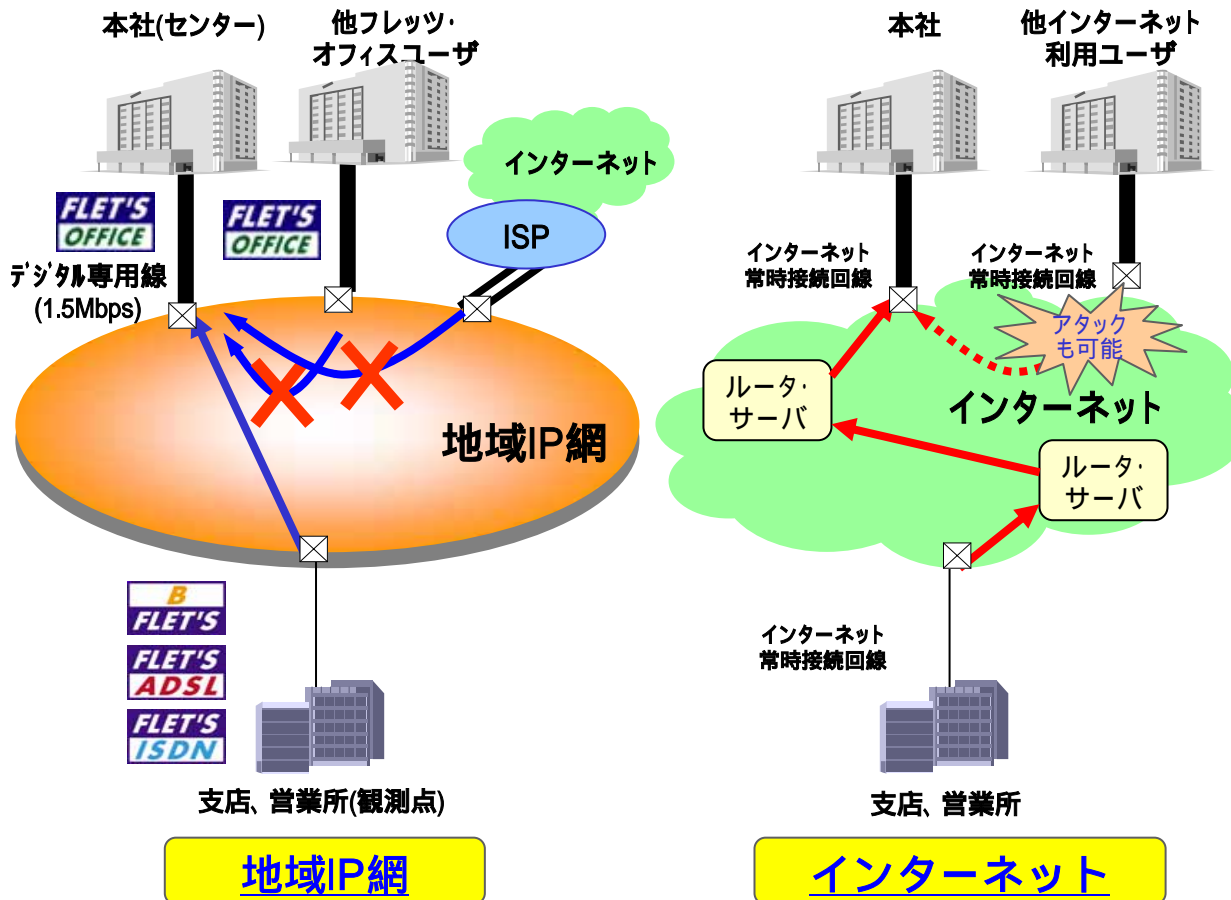 本社(センター)
他フレッツ・
オフィスユーザ
インターネット
ISP
FLET'S
OFFICE
FLET'S
OFFICE
デジタル専用線
(1.5Mbps)
地域IP網
B
FLET'S
FLET'S
ADSL
FLET'S
ISDN
支店、営業所(観測点)
地域IP網
本社
他インターネット
利用ユーザ
インターネット
常時接続回線
インターネット
常時接続回線
アタック
も可能
ルータ・
サーバ
インターネット
ルータ・
サーバ
インターネット
常時接続回線
支店、営業所
インターネット